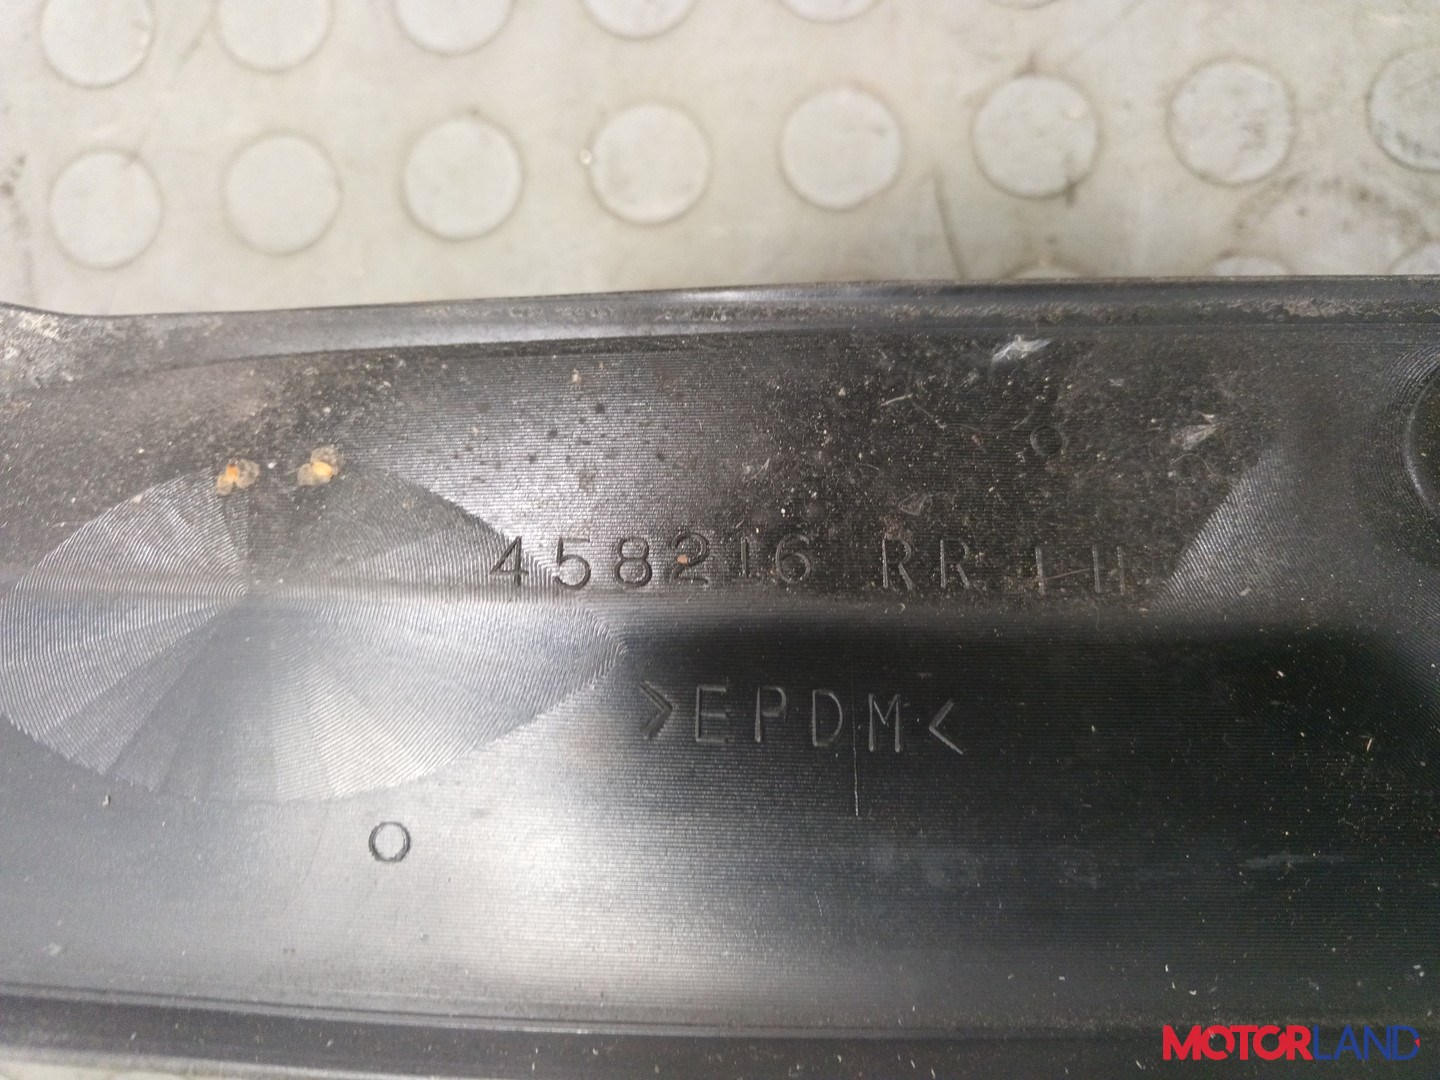 458216 RR LH
>EPDM<
MOTORLAND